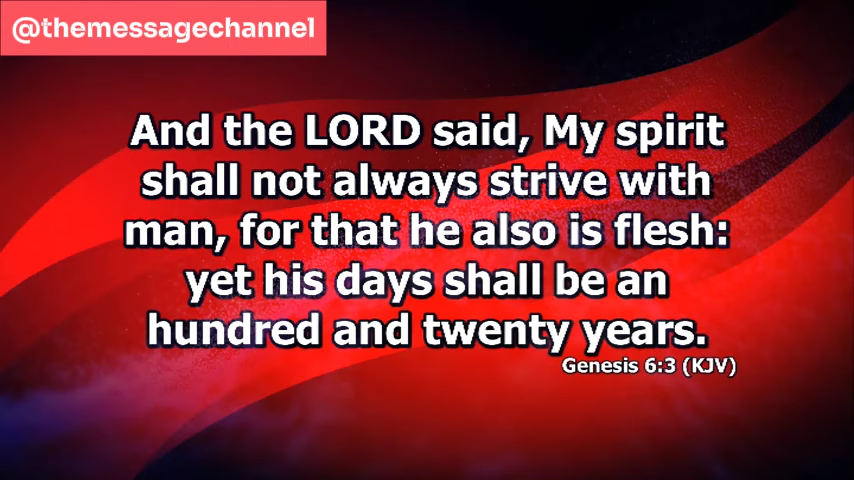 @themessagechannel
And the LORD said, My spirit
shall not always strive with
man, for that he also is flesh:
yet his days shall be an
hundred and twenty years.
Genesis 6:3 (KJV)